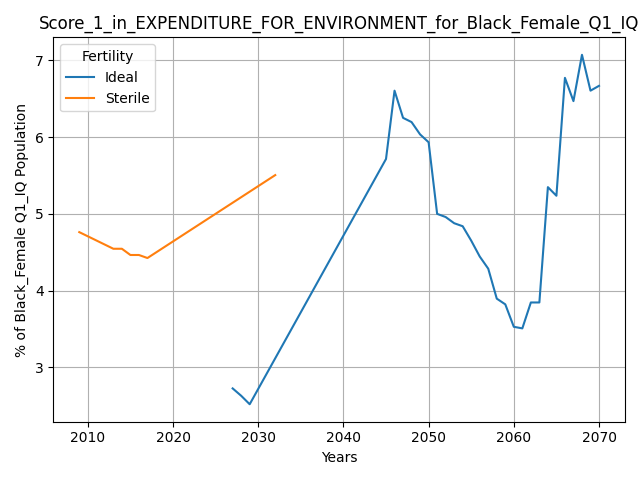 Score_1_in_EXPENDITURE_FOR_ENVIRONMENT_for_Black_Female_Q1_IQ
Fertility
Ideal
Sterile
7
6
5
4
3
% of Black_Female Q1_IQ Population
2010 2020 2030 2040 2050 2060 2070
Years